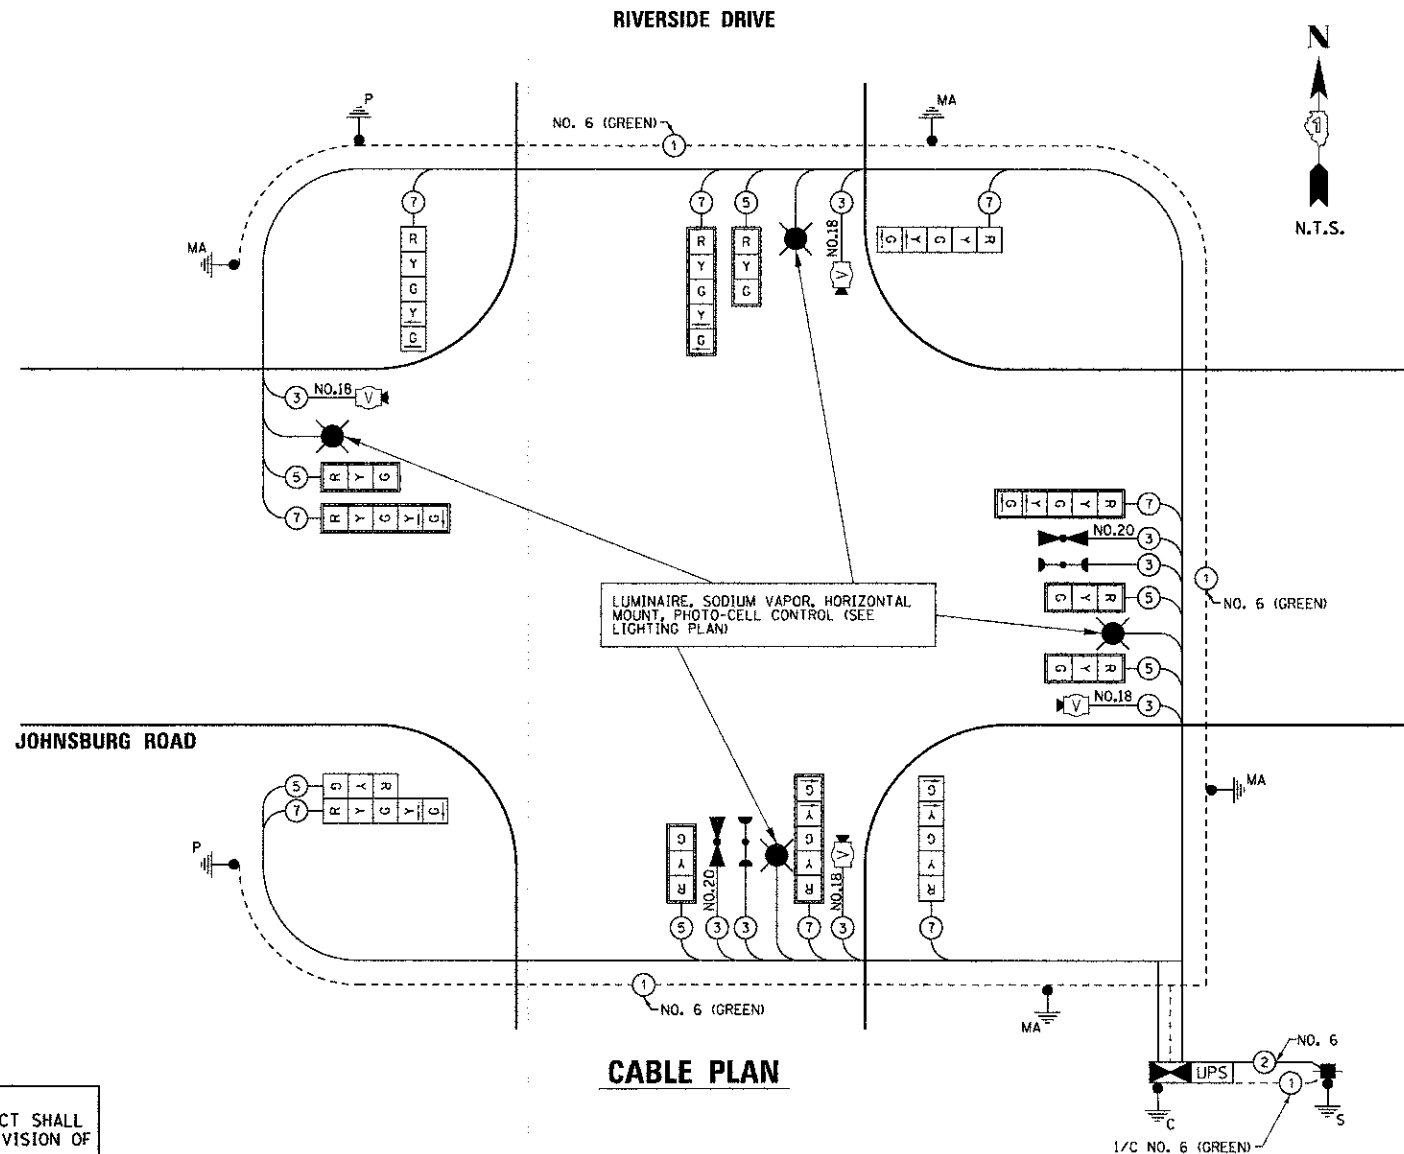 RIVERSIDE DRIVE
N
1
N.T.S.
P
MA
NO. 6 (GREEN)
1
MA
7
7
5
3
7
NO.18
R
Y
G
Y
G
R
Y
G
Y
G
R
Y
G
V
G Y G Y R
3 NO.18 V
5 R Y G
7 R Y G Y G
G Y G Y R 7
NO.20 3
3
G Y R 5
G Y R 5
NO.18
V 3
1
NO. 6 (GREEN)
LUMINAIRE, SODIUM VAPOR, HORIZONTAL
MOUNT, PHOTO-CELL CONTROL (SEE
LIGHTING PLAN)
JOHNSBURG ROAD
5 G Y R
7 R Y G Y G
P
G
Y
R
G
Y
G
Y
R
V
G
Y
G
Y
R
NO.20
NO.18
5
3
3
7
3
7
MA
1
NO. 6 (GREEN)
MA
CABLE PLAN
UPS
2
NO. 6
1
C
S
1/C NO. 6 (GREEN)
CT SHALL
VISION OF